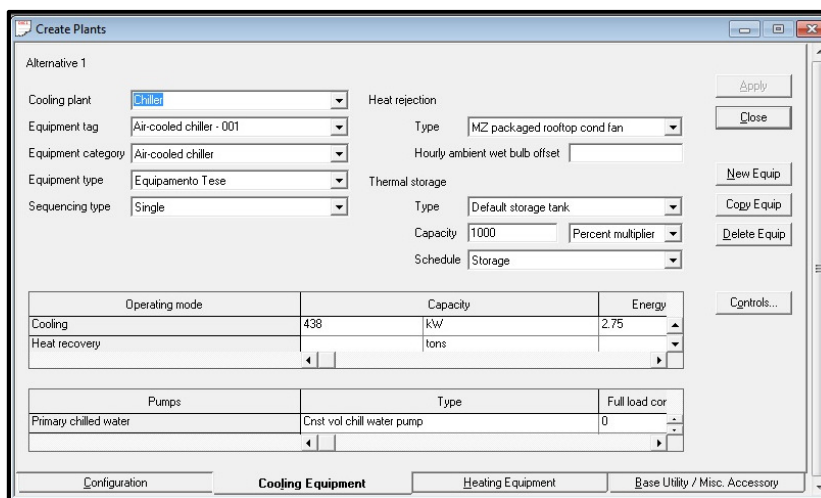 Create Plants
Alternative 1
Cooling plant Chiller
Equipment tag Air-cooled chiller - 001
Equipment category Air-cooled chiller
Equipment type Equipamento Tese
Sequencing type Single
Heat rejection
Type MZ packaged rooftop cond fan
Hourly ambient wet bulb offset
Thermal storage
Type Default storage tank
Capacity 1000 Percent multiplier
Schedule Storage
Apply
Close
New Equip
Copy Equip
Delete Equip
Controls...
Operating mode Capacity Energy
Cooling 438 kW 2.75
Heat recovery tons
Pumps Type Full load cor
Primary chilled water Cnst vol chill water pump 0
Configuration Cooling Equipment Heating Equipment Base Utility / Misc. Accessory